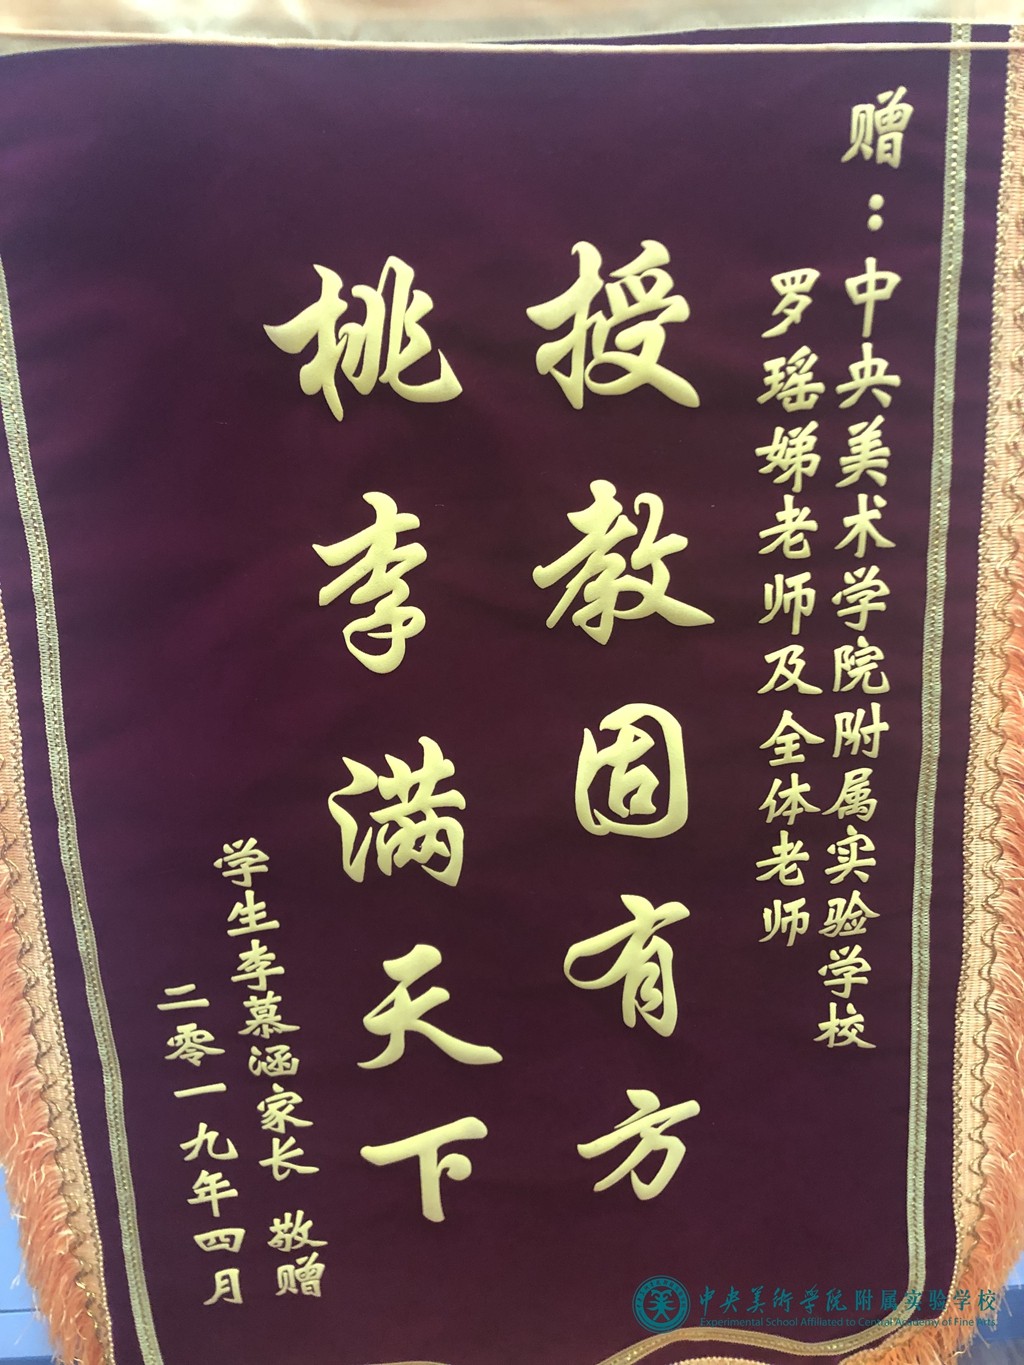 赠：中央美术学院附属实验学校
罗瑶娣老师及全体老师
授教固有方
桃李满天下
学生李慕涵家长 敬赠
二零一九年四月
中央美術学院附属实验学校
Experimental School Affiliated to Central Academy of Fine Arts